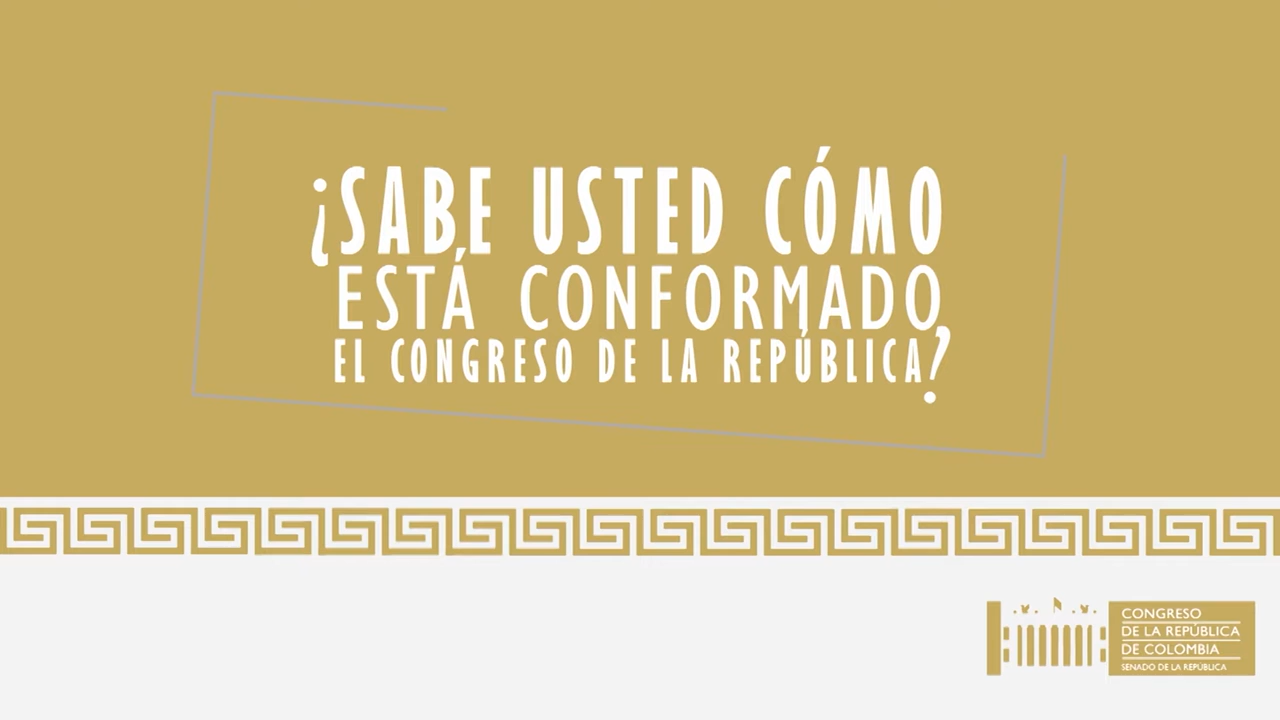 ¿SABE USTED CÓMO
ESTÁ CONFORMADO
EL CONGRESO DE LA REPÚBLICA?
CONGRESO
DE LA REPÚBLICA
DE COLOMBIA
SENADO DE LA REPÚBLICA